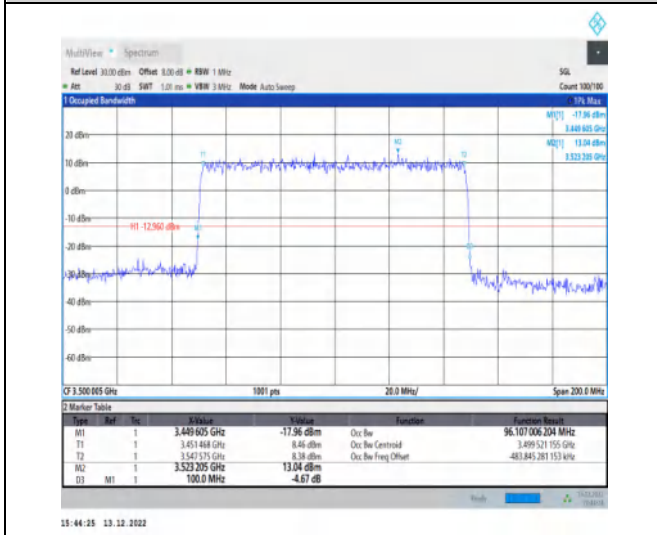 MultiView Spectrum
Ref Level 30.00 dBm Offset 8.00 dB RBW 1 MHz SGL
Att 30 dB SWT 1.01 ms VBW 3 MHz Mode Auto Sweep Count 100/100
1 Occupied Bandwidth 1Pk Max
M1[1] -17.96 dBm
3.449 605 GHz
M2[1] 13.04 dBm
3.523 205 GHz
20 dBm
M2
T1 T2
10 dBm
0 dBm
-10 dBm
H1 -12.960 dBm
-20 dBm
-30 dBm
-40 dBm
-50 dBm
-60 dBm
CF 3.500 005 GHz 1001 pts 20.0 MHz/ Span 200.0 MHz
2 Marker Table
Type Ref Trc X-Value Y-Value Function Function Result
M1 1 3.449 605 GHz -17.96 dBm Occ Bw 96.107 006 204 MHz
T1 1 3.451 468 GHz 8.46 dBm Occ Bw Centroid 3.499 521 155 GHz
T2 1 3.547 575 GHz 8.38 dBm Occ Bw Freq Offset -483.845 281 153 kHz
M2 1 3.523 205 GHz 13.04 dBm
D3 M1 1 100.0 MHz -4.67 dB
Ready
15:44:25 13.12.2022